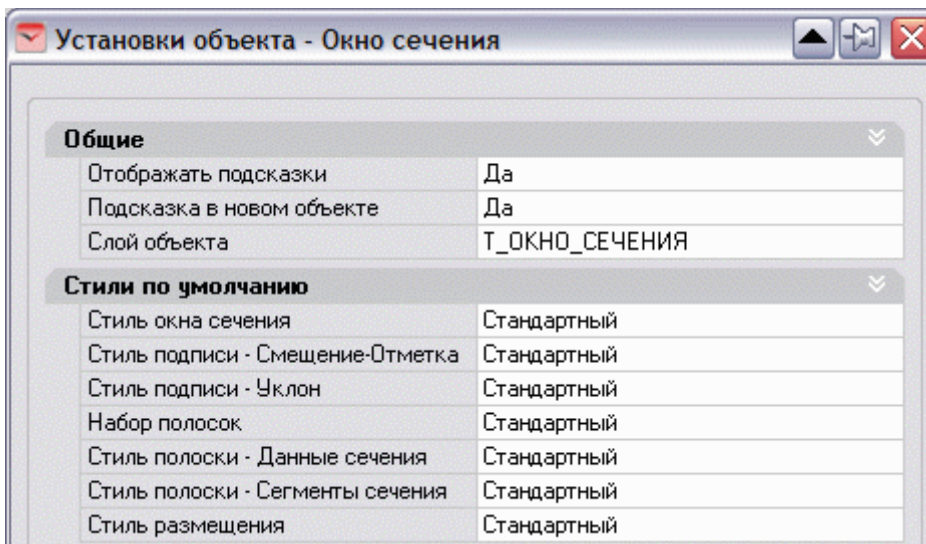 Установки объекта - Окно сечения
Общие
Отображать подсказки Да
Подсказка в новом объекте Да
Слой объекта Т_ОКНО_СЕЧЕНИЯ
Стили по умолчанию
Стиль окна сечения Стандартный
Стиль подписи - Смещение-Отметка Стандартный
Стиль подписи - Уклон Стандартный
Набор полосок Стандартный
Стиль полоски - Данные сечения Стандартный
Стиль полоски - Сегменты сечения Стандартный
Стиль размещения Стандартный